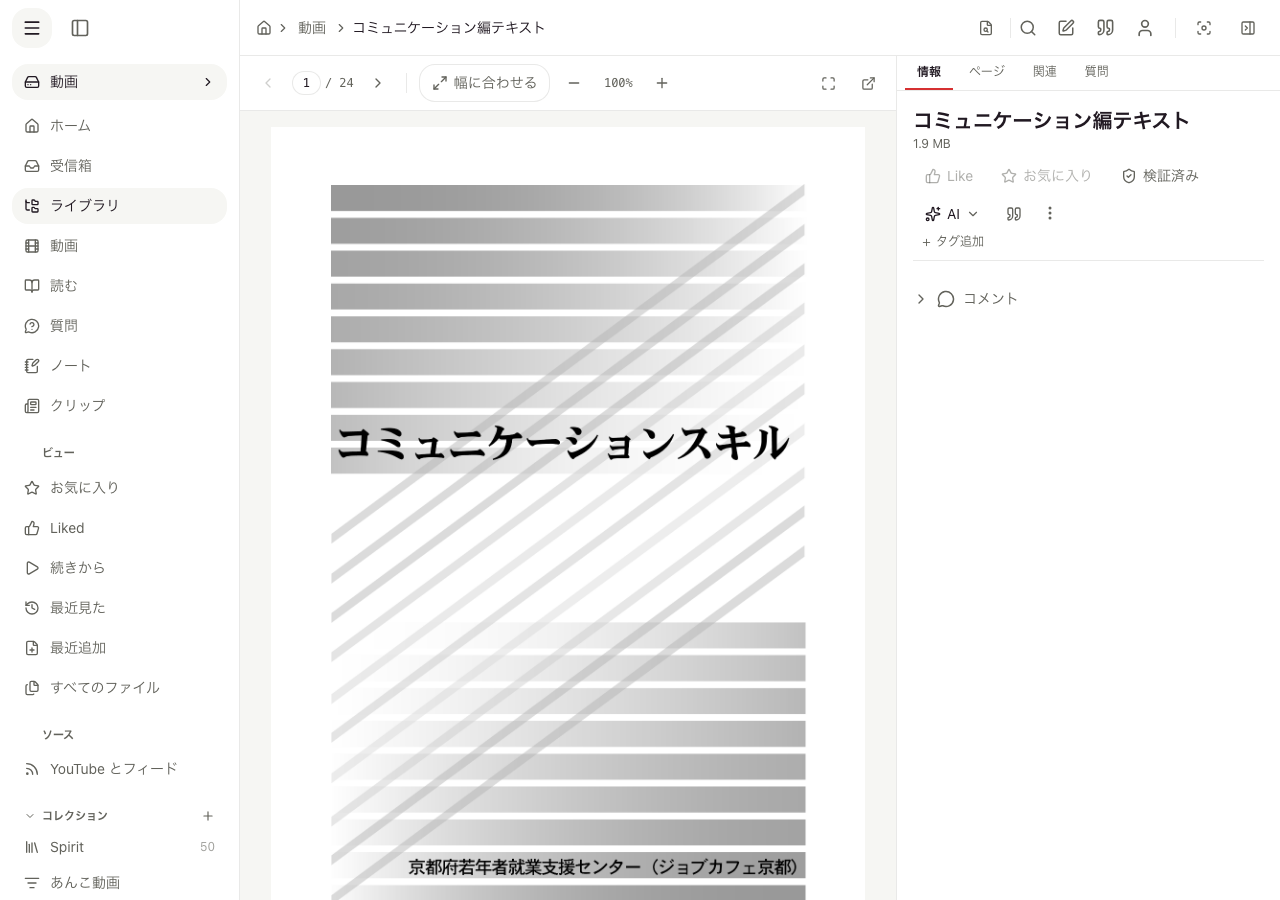 動画
ホーム
受信箱
ライブラリ
動画
読む
質問
ノート
クリップ
ビュー
お気に入り
Liked
続きから
最近見た
最近追加
すべてのファイル
ソース
YouTube とフィード
コレクション
Spirit 50
あんこ動画
動画 コミュニケーション編テキスト
1 / 24 幅に合わせる 100%
コミュニケーションスキル
京都府若年者就業支援センター（ジョブカフェ京都）
情報 ページ 関連 質問
コミュニケーション編テキスト
1.9 MB
Like お気に入り 検証済み
AI
+ タグ追加
コメント